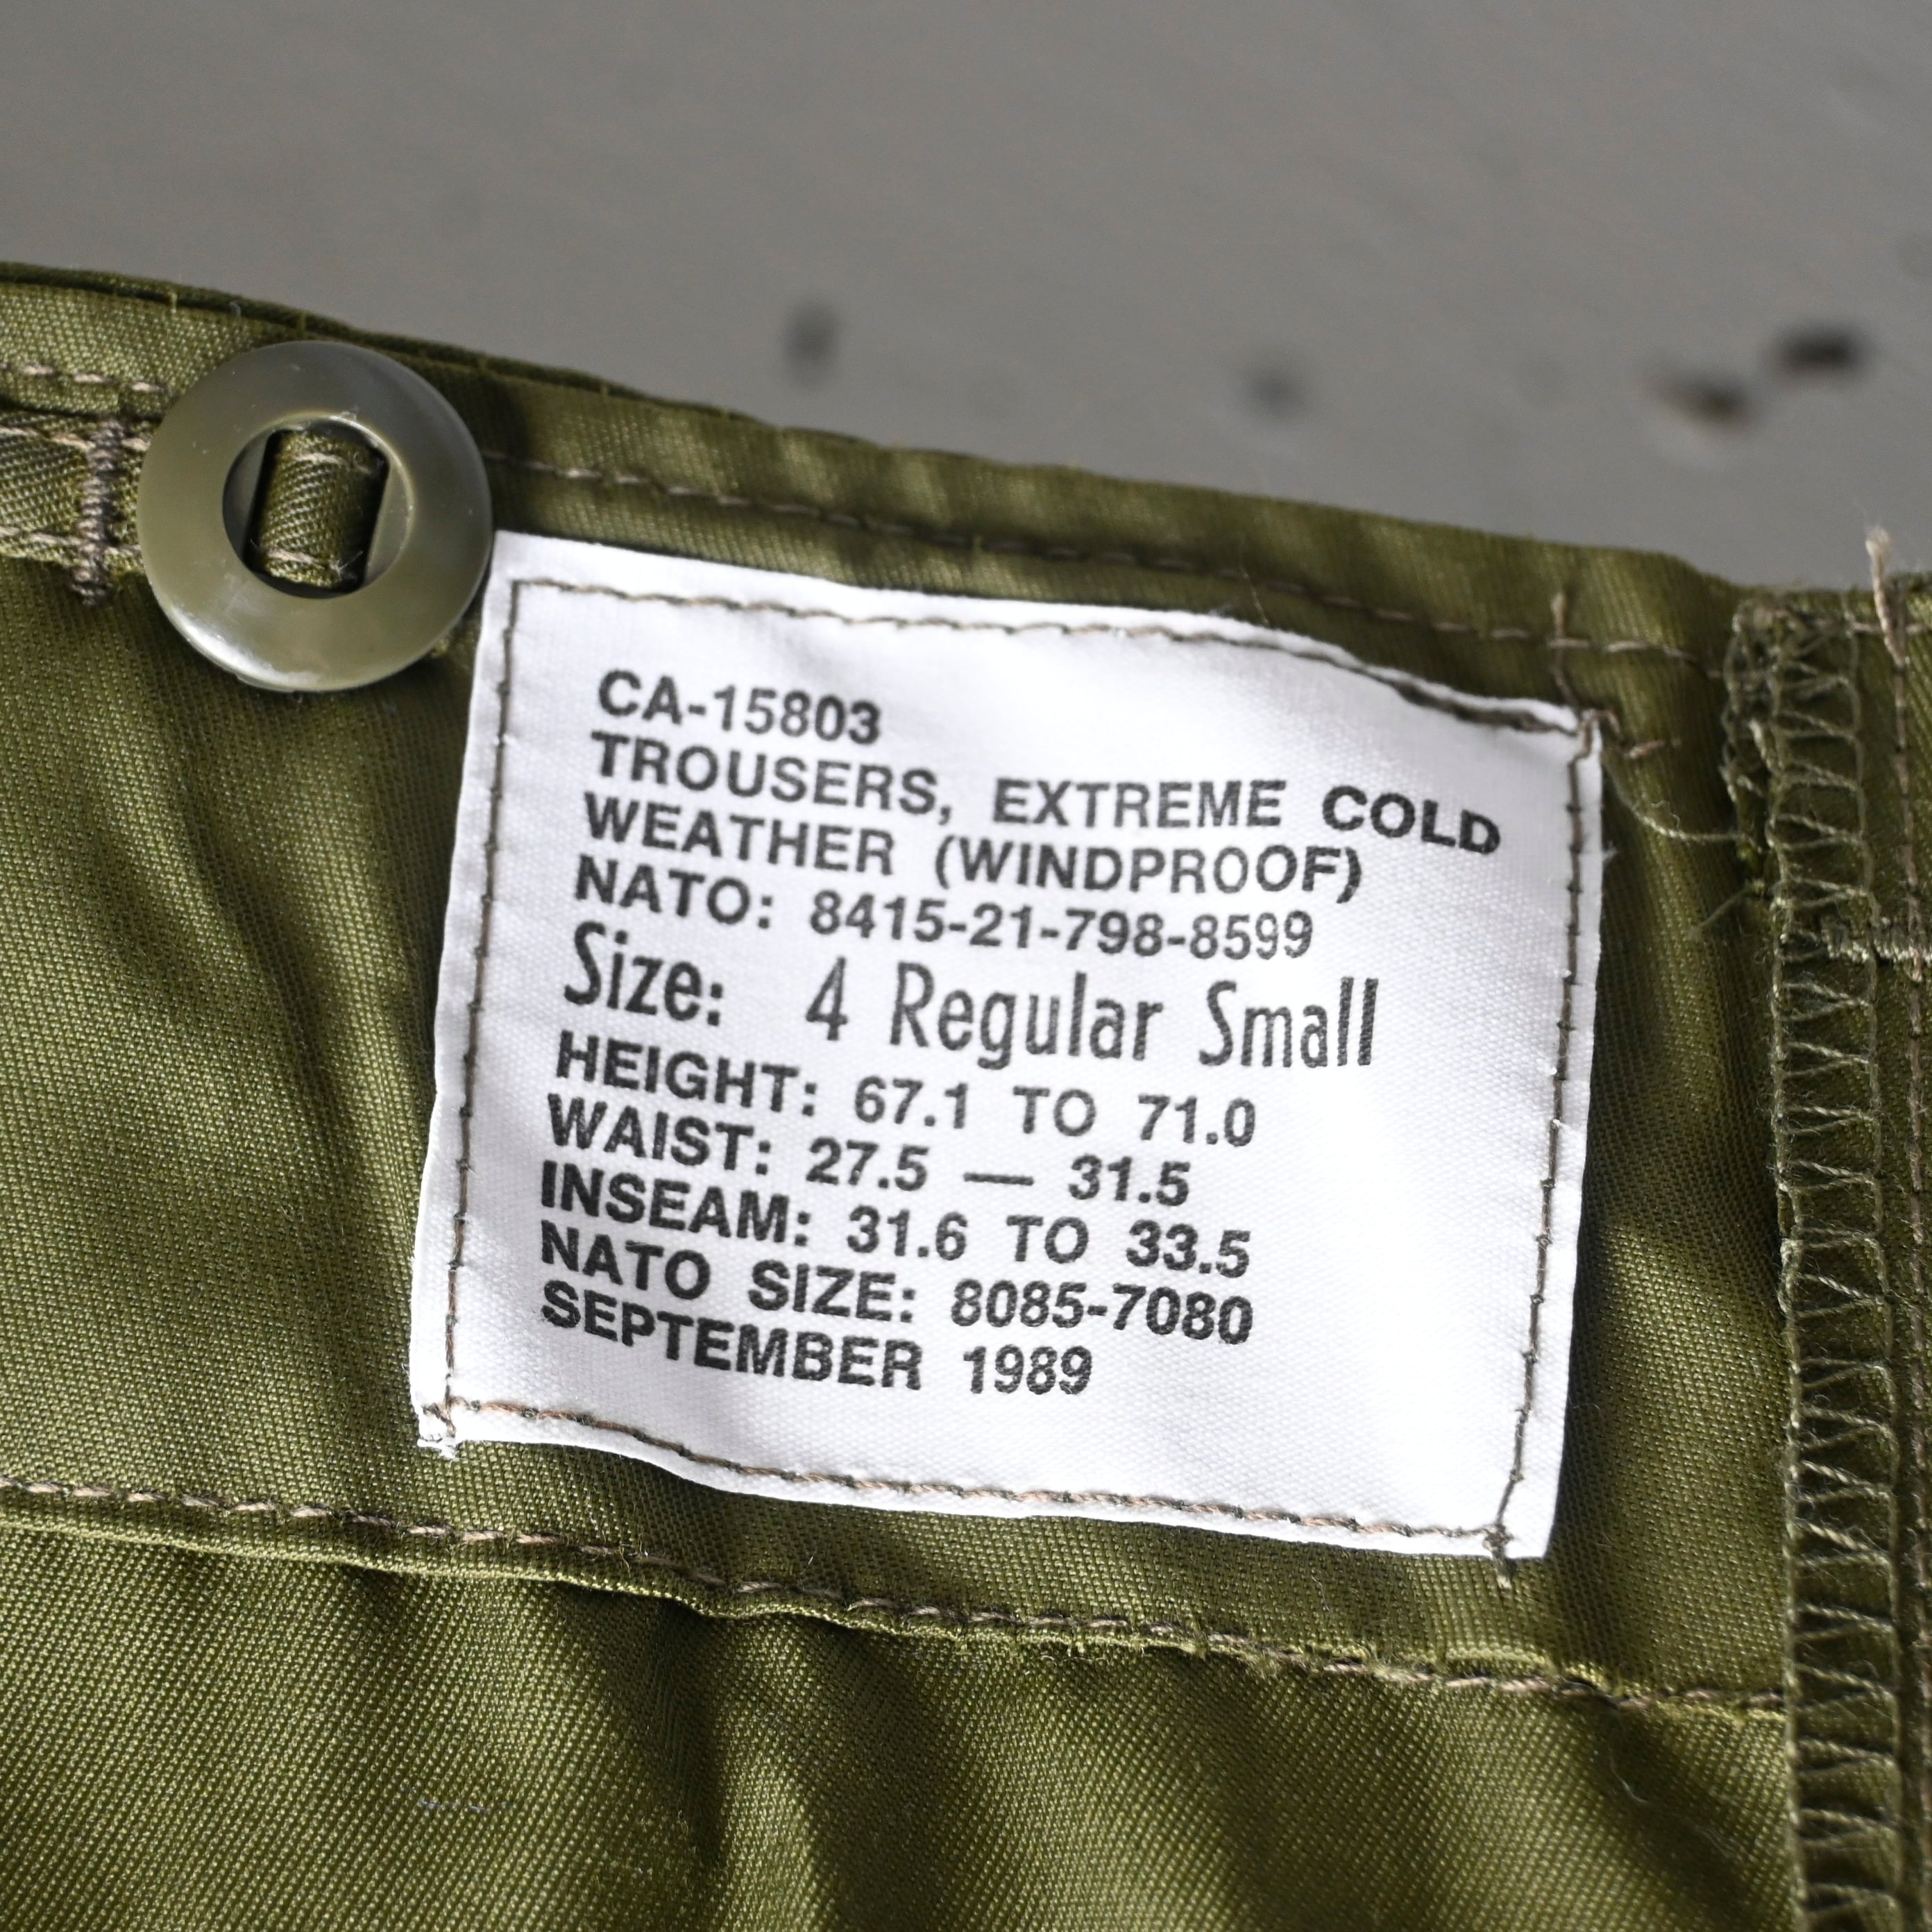 CA-15803
TROUSERS, EXTREME COLD
WEATHER (WINDPROOF)
NATO: 8415-21-798-8599
Size: 4 Regular Small
HEIGHT: 67.1 TO 71.0
WAIST: 27.5 — 31.5
INSEAM: 31.6 TO 33.5
NATO SIZE: 8085-7080
SEPTEMBER 1989